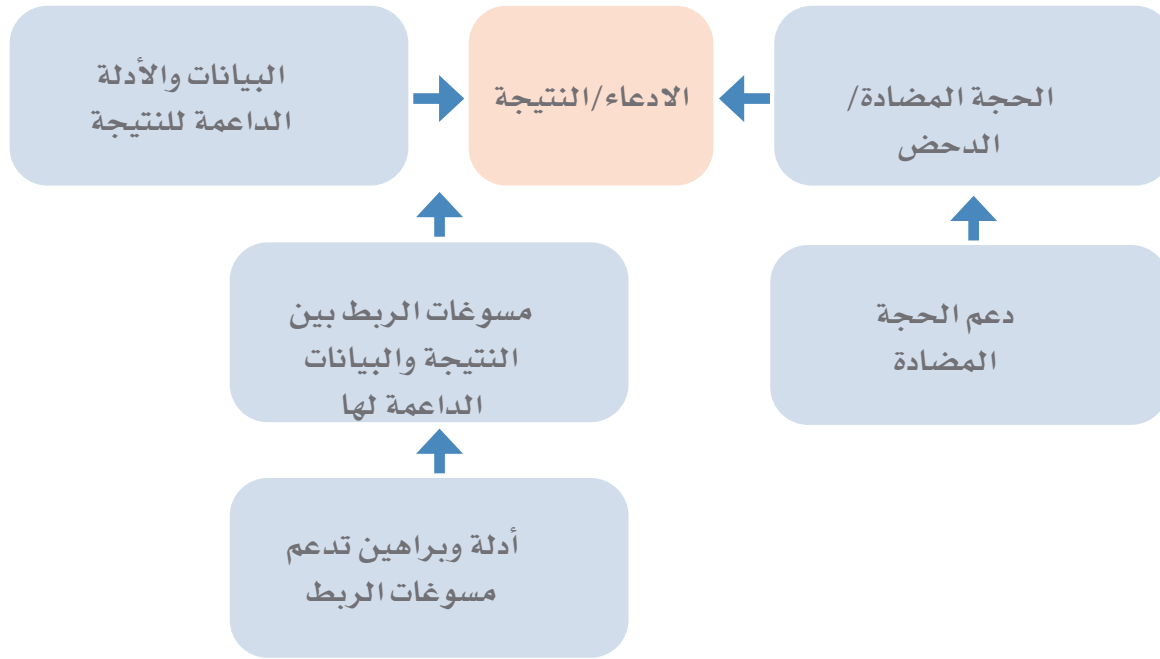 الحجة المضادة/
الدحض
الادعاء/النتيجة
البيانات والأدلة
الداعمة للنتيجة
دعم الحجة
المضادة
مسوغات الربط بين
النتيجة والبيانات
الداعمة لها
أدلة وبراهين تدعم
مسوغات الربط